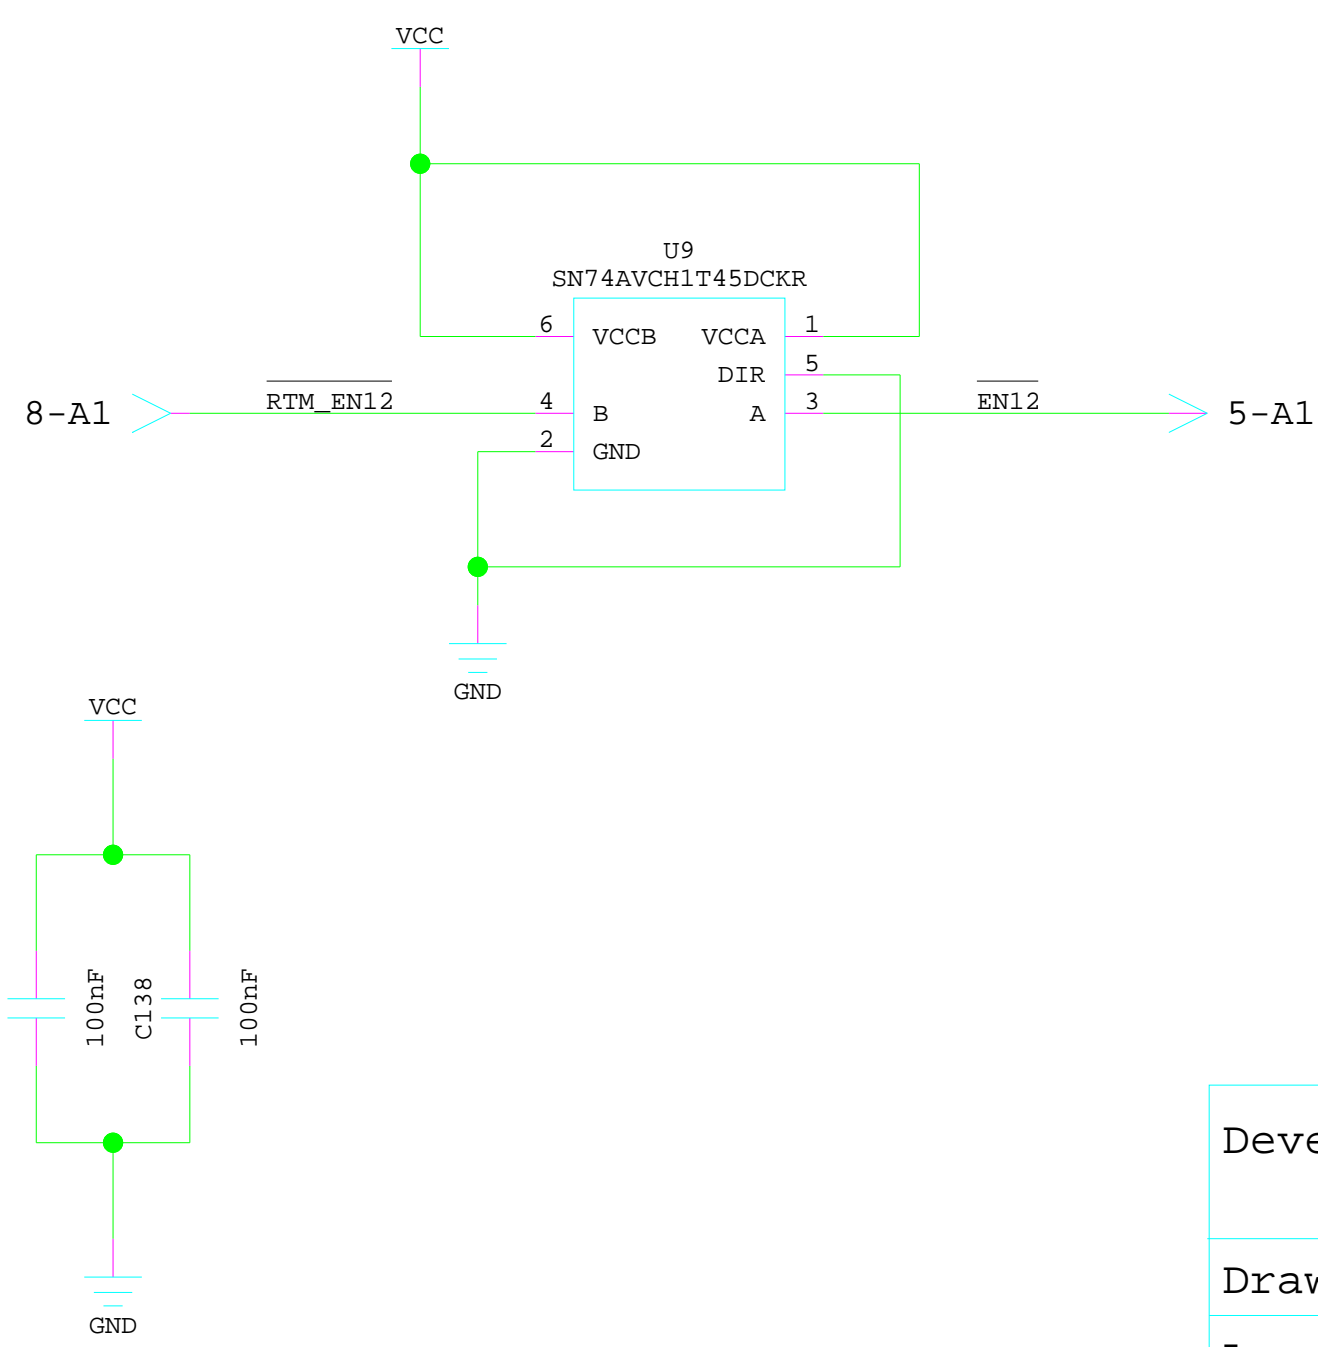 VCC
U9
SN74AVCH1T45DCKR
6 VCCB VCCA 1
DIR 5
8-A1 RTM_EN12 4 B A 3 EN12 5-A1
2 GND
GND
VCC
100nF C138 100nF
GND